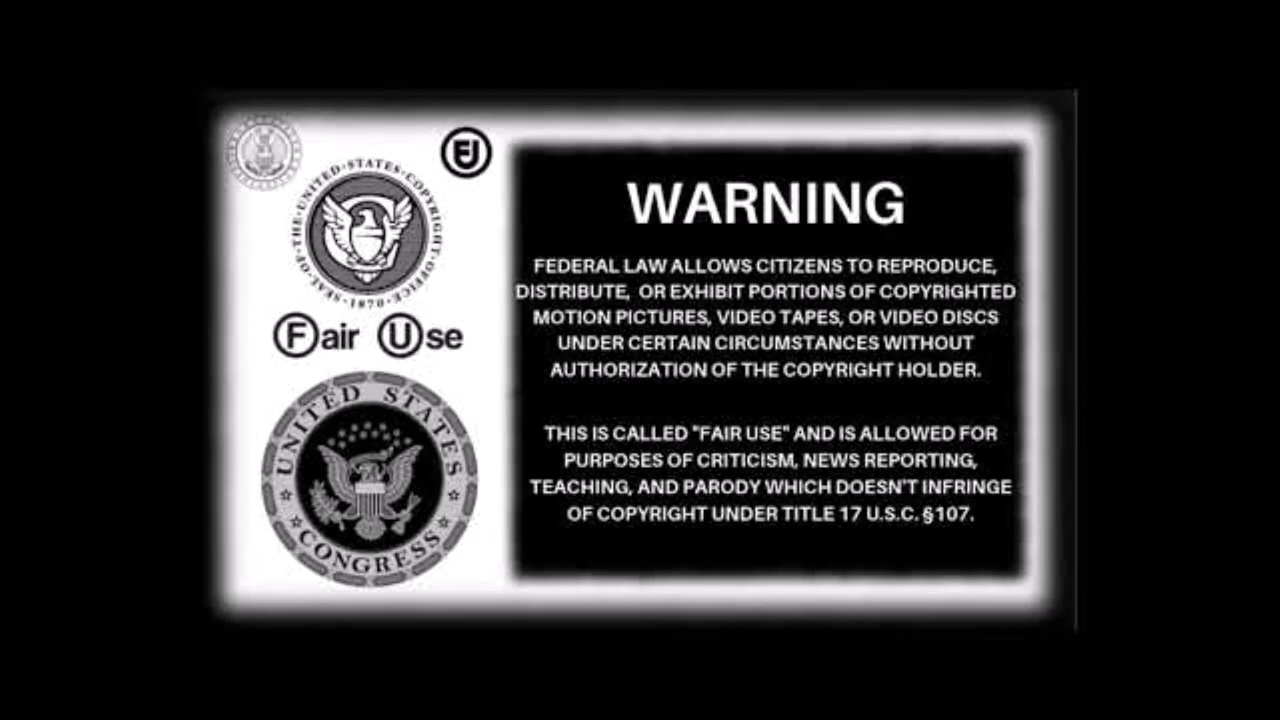 SEAL·OF·THE·UNITED·STATES·COPYRIGHT·OFFICE·
·1870·
Fair Use
UNITED STATES
CONGRESS
WARNING
FEDERAL LAW ALLOWS CITIZENS TO REPRODUCE,
DISTRIBUTE, OR EXHIBIT PORTIONS OF COPYRIGHTED
MOTION PICTURES, VIDEO TAPES, OR VIDEO DISCS
UNDER CERTAIN CIRCUMSTANCES WITHOUT
AUTHORIZATION OF THE COPYRIGHT HOLDER.
THIS IS CALLED "FAIR USE" AND IS ALLOWED FOR
PURPOSES OF CRITICISM, NEWS REPORTING,
TEACHING, AND PARODY WHICH DOESN'T INFRINGE
OF COPYRIGHT UNDER TITLE 17 U.S.C. §107.